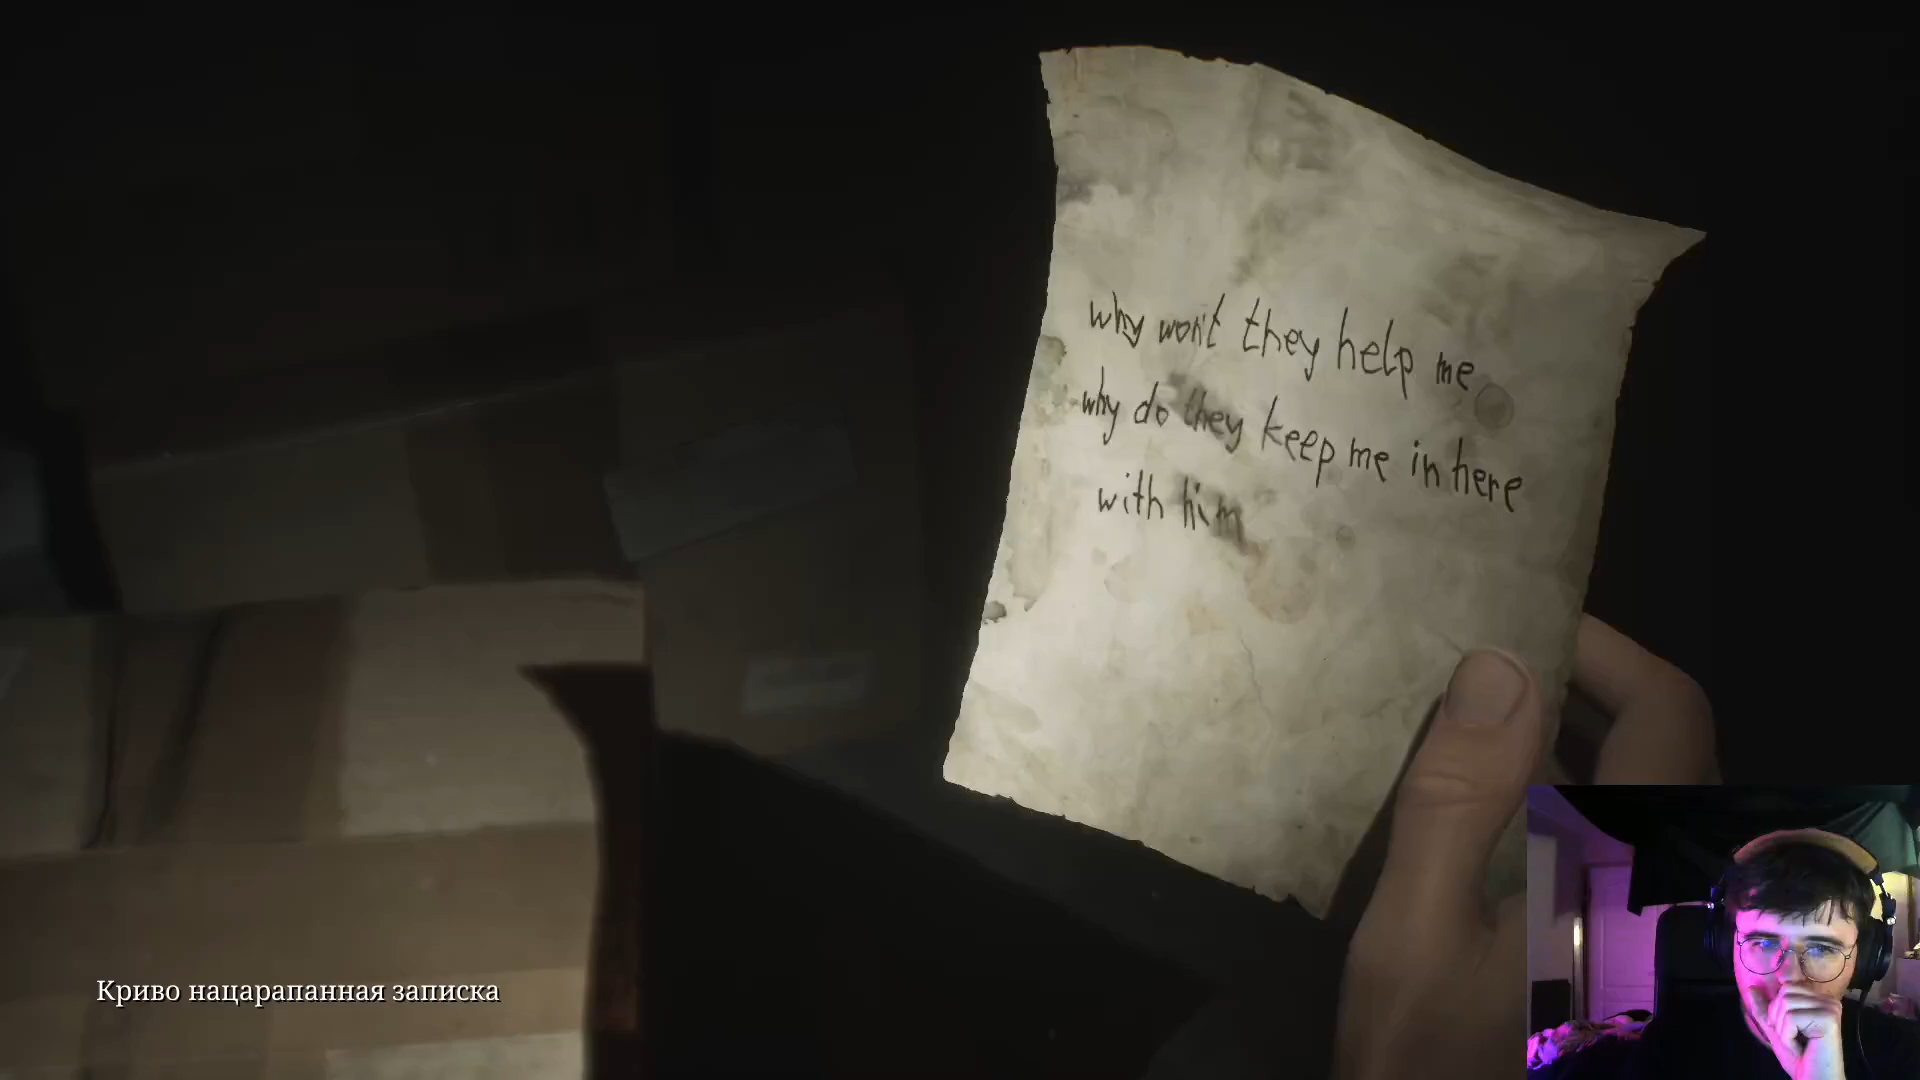 why won't they help me
why do they keep me in here
with him
Криво нацарапанная записка